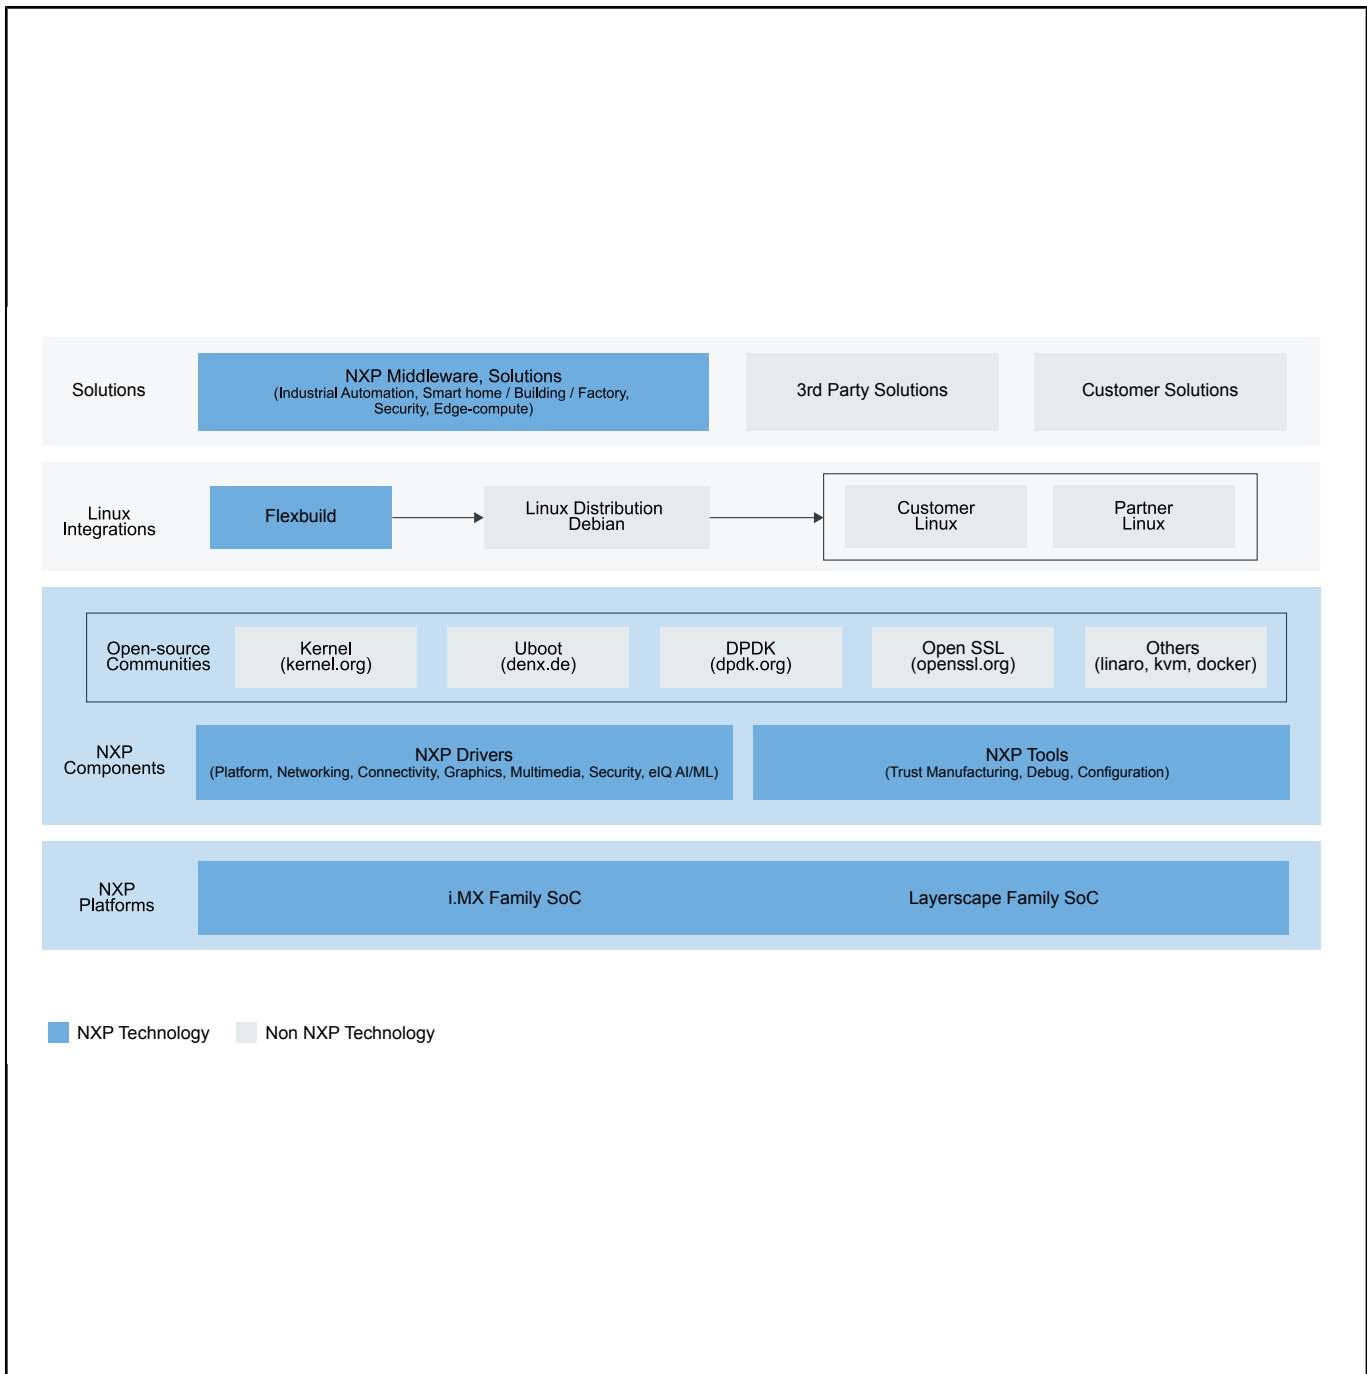 Solutions
NXP Middleware, Solutions
(Industrial Automation, Smart home / Building / Factory,
Security, Edge-compute)
3rd Party Solutions
Customer Solutions
Linux
Integrations
Flexbuild
Linux Distribution
Debian
Customer
Linux
Partner
Linux
Open-source
Communities
Kernel
(kernel.org)
Uboot
(denx.de)
DPDK
(dpdk.org)
Open SSL
(openssl.org)
Others
(linaro, kvm, docker)
NXP
Components
NXP Drivers
(Platform, Networking, Connectivity, Graphics, Multimedia, Security, eIQ AI/ML)
NXP Tools
(Trust Manufacturing, Debug, Configuration)
NXP
Platforms
i.MX Family SoC
Layerscape Family SoC
NXP Technology
Non NXP Technology